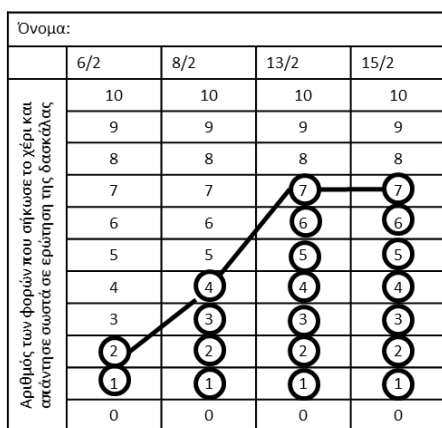 Όνομα:
6/2 8/2 13/2 15/2
Αριθμός των φορών που σήκωσε το χέρι και
απάντησε σωστά σε ερώτηση της δασκάλας
10 10 10 10
9 9 9 9
8 8 8 8
7 7 7 7
6 6 6 6
5 5 5 5
4 4 4 4
3 3 3 3
2 2 2 2
1 1 1 1
0 0 0 0